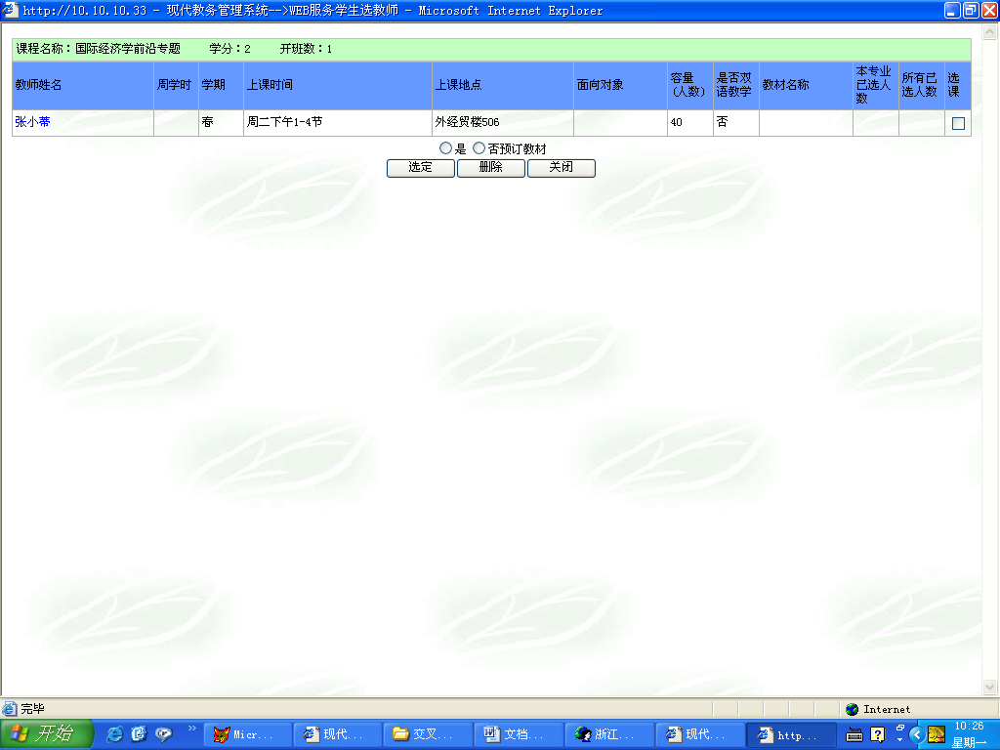 http://10.10.10.33 - 现代教务管理系统-->WEB服务学生选教师 - Microsoft Internet Explorer
课程名称：国际经济学前沿专题 学分：2 开班数：1
教师姓名 周学时 学期 上课时间 上课地点 面向对象 容量(人数) 是否双语教学 教材名称 本专业已选人数 所有已选人数 选课
张小蒂 春 周二下午1-4节 外经贸楼506 40 否
是 否预订教材
选定 删除 关闭
完毕 Internet
开始 Micr... 现代... 交叉... 文档... 浙江... 现代... http... 10:26
星期一